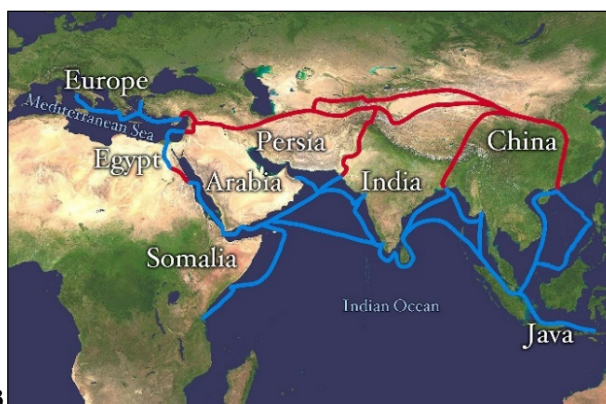 Europe
Mediterranean Sea
Egypt
Persia
China
Arabia
India
Somalia
Indian Ocean
Java